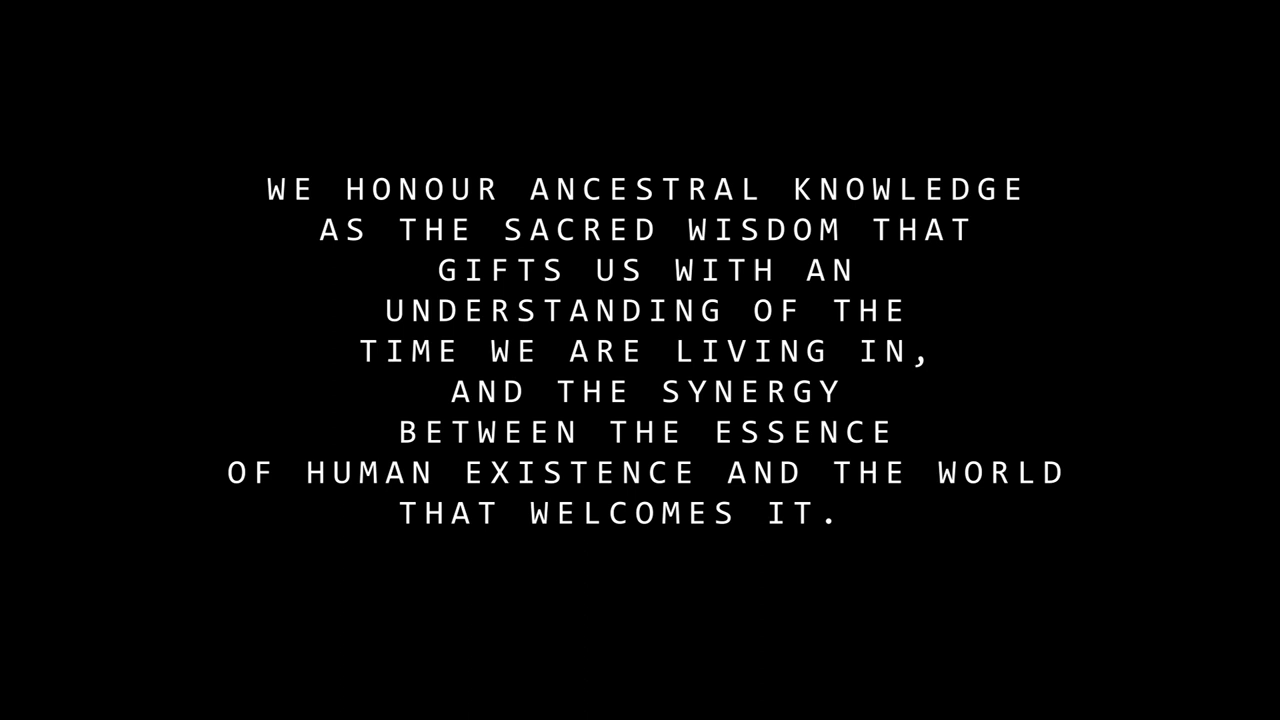 WE HONOUR ANCESTRAL KNOWLEDGE
AS THE SACRED WISDOM THAT
GIFTS US WITH AN
UNDERSTANDING OF THE
TIME WE ARE LIVING IN,
AND THE SYNERGY
BETWEEN THE ESSENCE
OF HUMAN EXISTENCE AND THE WORLD
THAT WELCOMES IT.